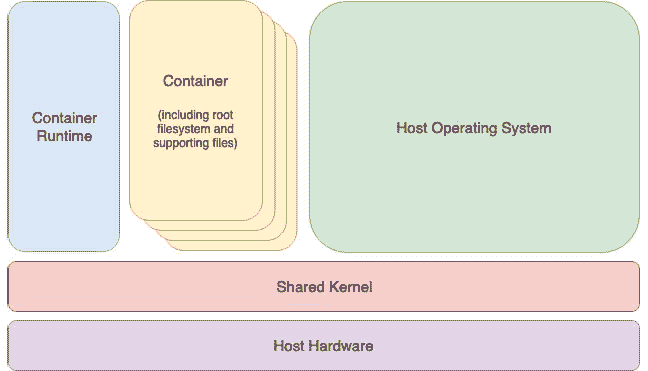 Container
Runtime
Container
(including root
filesystem and
supporting files)
Host Operating System
Shared Kernel
Host Hardware